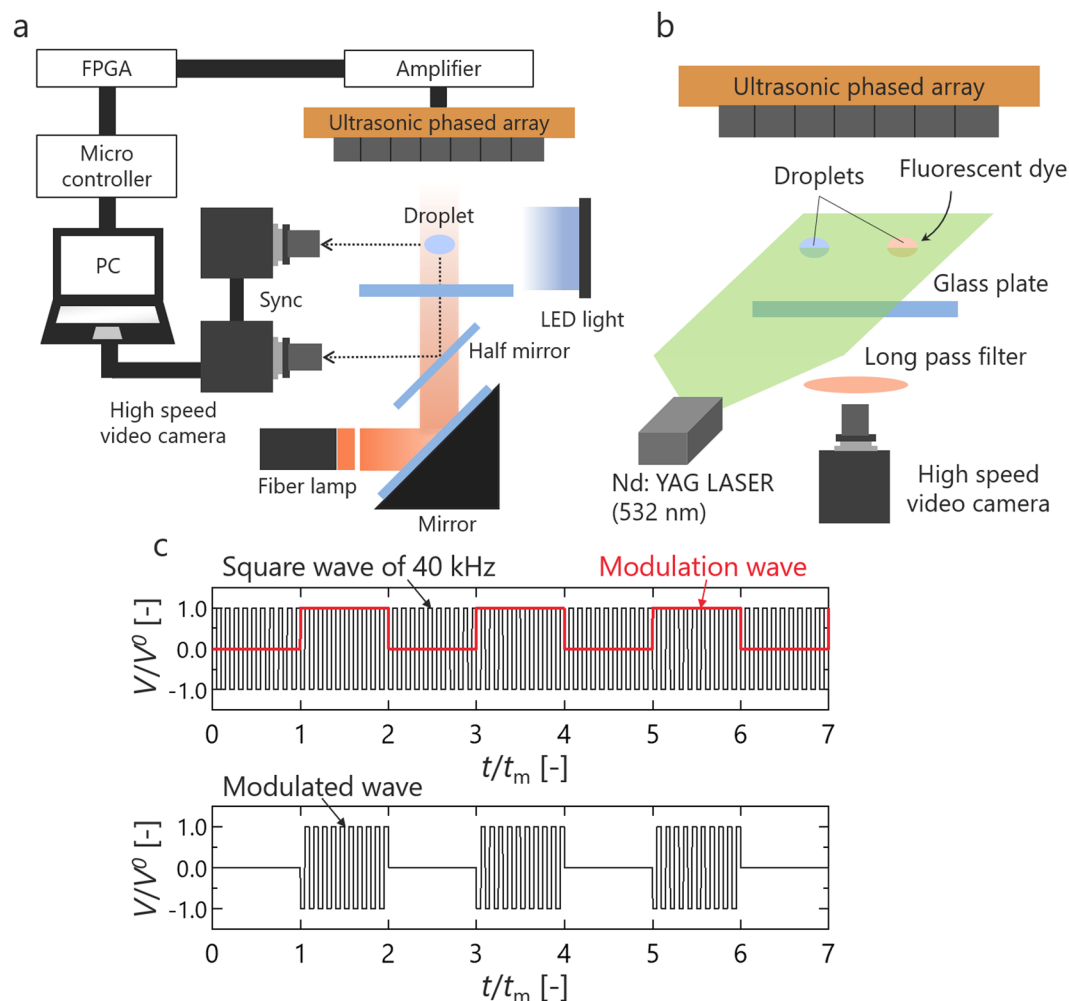 a
FPGA
Amplifier
Ultrasonic phased array
Micro
controller
Droplet
PC
Sync
LED light
Half mirror
High speed
video camera
Fiber lamp
Mirror
b
Ultrasonic phased array
Droplets
Fluorescent dye
Glass plate
Long pass filter
Nd: YAG LASER
(532 nm)
High speed
video camera
c
Square wave of 40 kHz
Modulation wave
V/V⁰ [-]
1.0
0.0
-1.0
0 1 2 3 4 5 6 7
t/tₘ [-]
Modulated wave
V/V⁰ [-]
1.0
0.0
-1.0
0 1 2 3 4 5 6 7
t/tₘ [-]